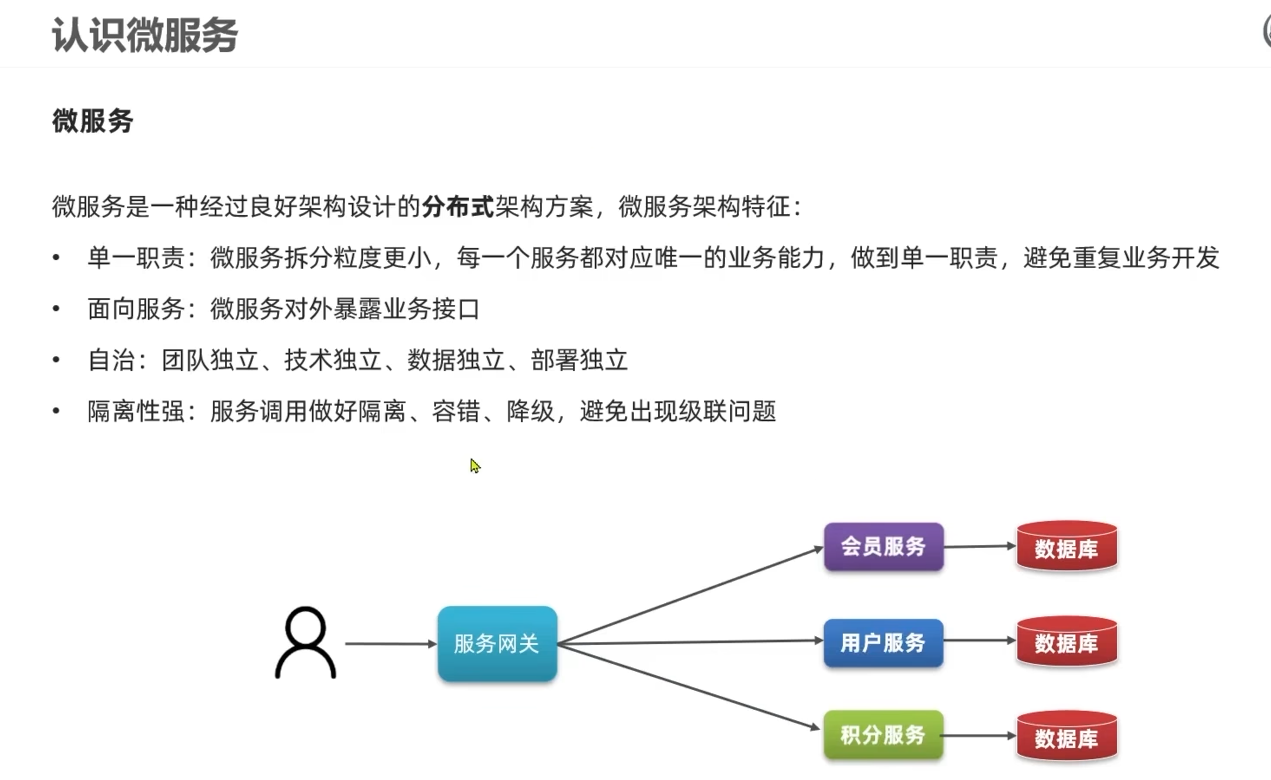 认识微服务
微服务
微服务是一种经过良好架构设计的分布式架构方案，微服务架构特征：
• 单一职责：微服务拆分粒度更小，每一个服务都对应唯一的业务能力，做到单一职责，避免重复业务开发
• 面向服务：微服务对外暴露业务接口
• 自治：团队独立、技术独立、数据独立、部署独立
• 隔离性强：服务调用做好隔离、容错、降级，避免出现级联问题
会员服务
数据库
服务网关
用户服务
数据库
积分服务
数据库